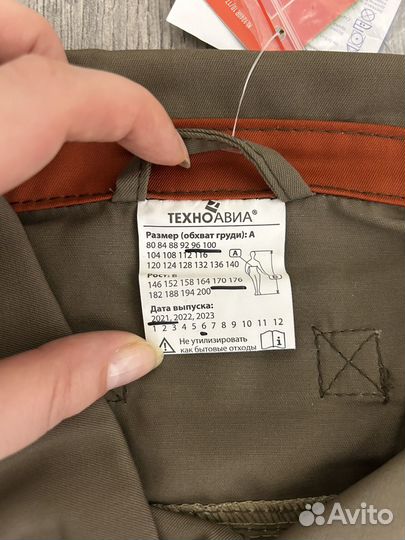 ТЕХНОАВИА®
Размер (обхват груди): А
80 84 88 92 96 100
104 108 112 116
120 124 128 132 136 140
A
Рост: В
146 152 158 164 170 176
182 188 194 200
Дата выпуска:
2021, 2022, 2023
1 2 3 4 5 6 7 8 9 10 11 12
Не утилизировать
как бытовые отходы
Avito